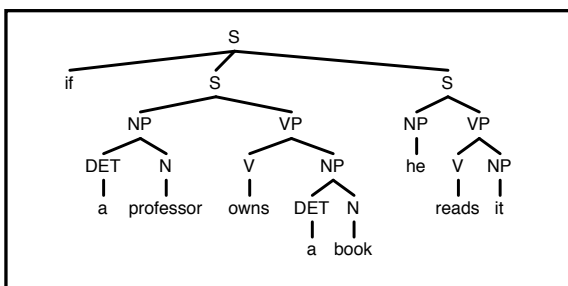 S
if S S
NP VP NP VP
DET N V NP he V NP
a professor owns DET N reads it
a book